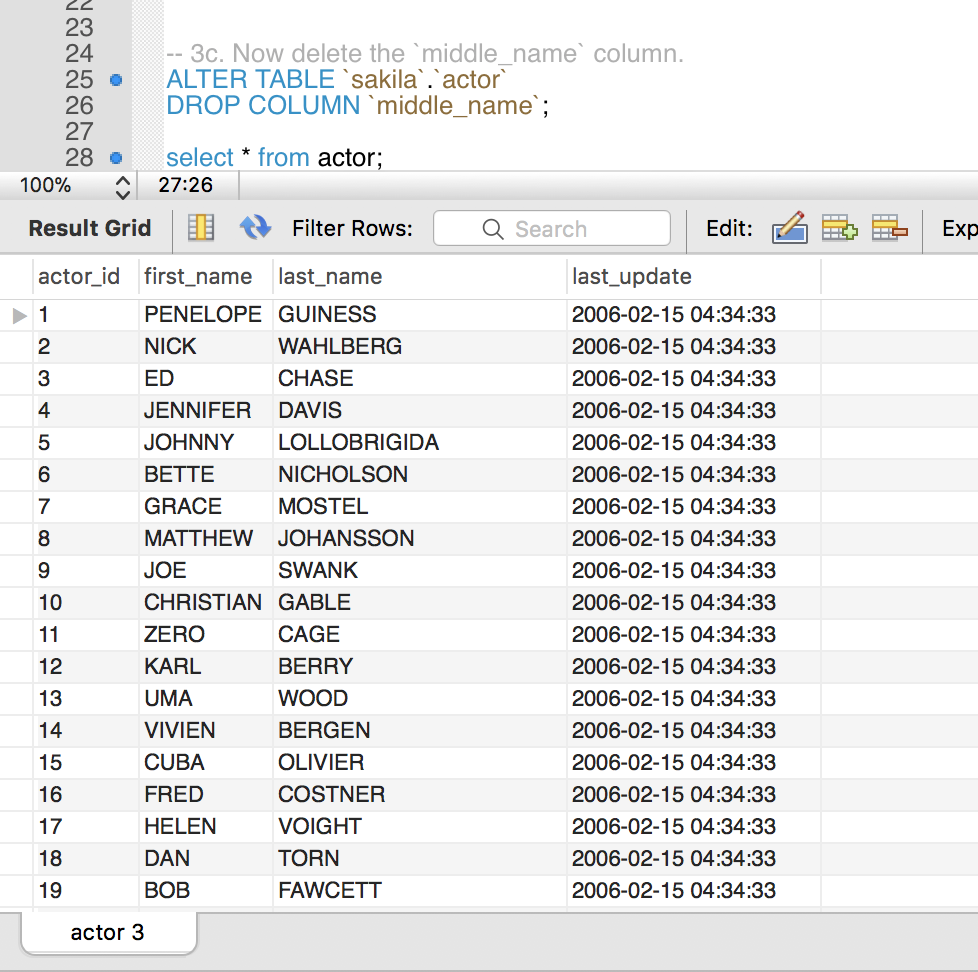 22
23
24 -- 3c. Now delete the `middle_name` column.
25 ALTER TABLE `sakila`.`actor`
26 DROP COLUMN `middle_name`;
27
28 select * from actor;
100% 27:26
Result Grid Filter Rows: Search Edit: Exp
actor_id first_name last_name last_update
1 PENELOPE GUINESS 2006-02-15 04:34:33
2 NICK WAHLBERG 2006-02-15 04:34:33
3 ED CHASE 2006-02-15 04:34:33
4 JENNIFER DAVIS 2006-02-15 04:34:33
5 JOHNNY LOLLOBRIGIDA 2006-02-15 04:34:33
6 BETTE NICHOLSON 2006-02-15 04:34:33
7 GRACE MOSTEL 2006-02-15 04:34:33
8 MATTHEW JOHANSSON 2006-02-15 04:34:33
9 JOE SWANK 2006-02-15 04:34:33
10 CHRISTIAN GABLE 2006-02-15 04:34:33
11 ZERO CAGE 2006-02-15 04:34:33
12 KARL BERRY 2006-02-15 04:34:33
13 UMA WOOD 2006-02-15 04:34:33
14 VIVIEN BERGEN 2006-02-15 04:34:33
15 CUBA OLIVIER 2006-02-15 04:34:33
16 FRED COSTNER 2006-02-15 04:34:33
17 HELEN VOIGHT 2006-02-15 04:34:33
18 DAN TORN 2006-02-15 04:34:33
19 BOB FAWCETT 2006-02-15 04:34:33
actor 3